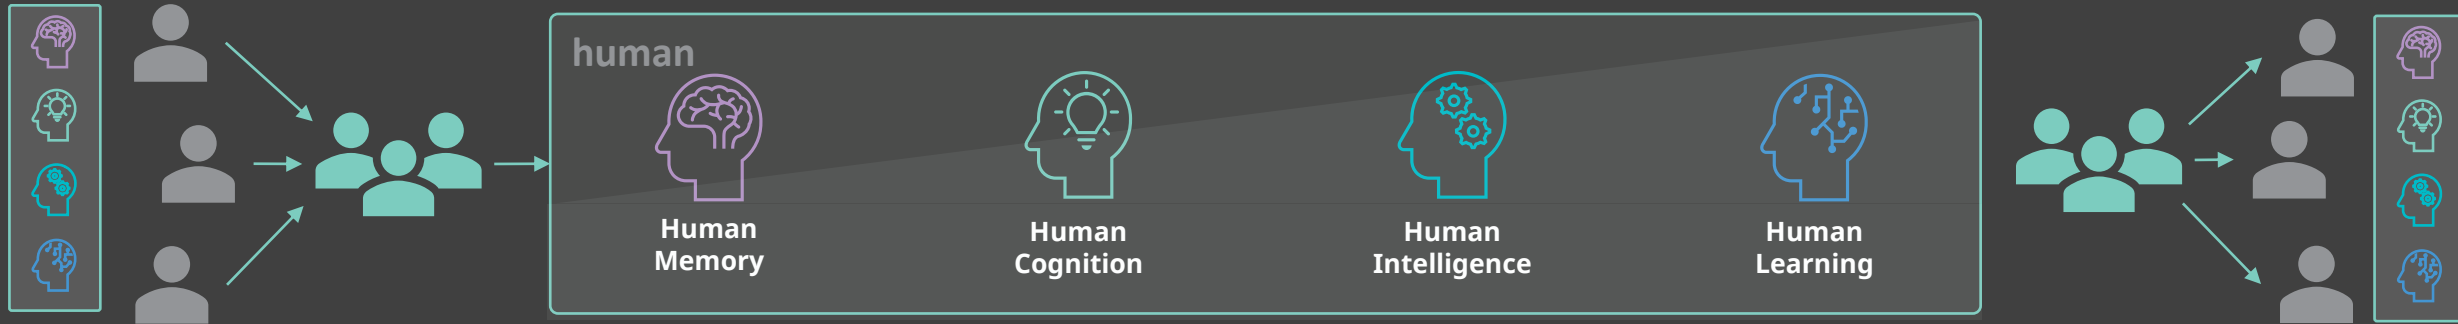 human
Human
Memory
Human
Cognition
Human
Intelligence
Human
Learning